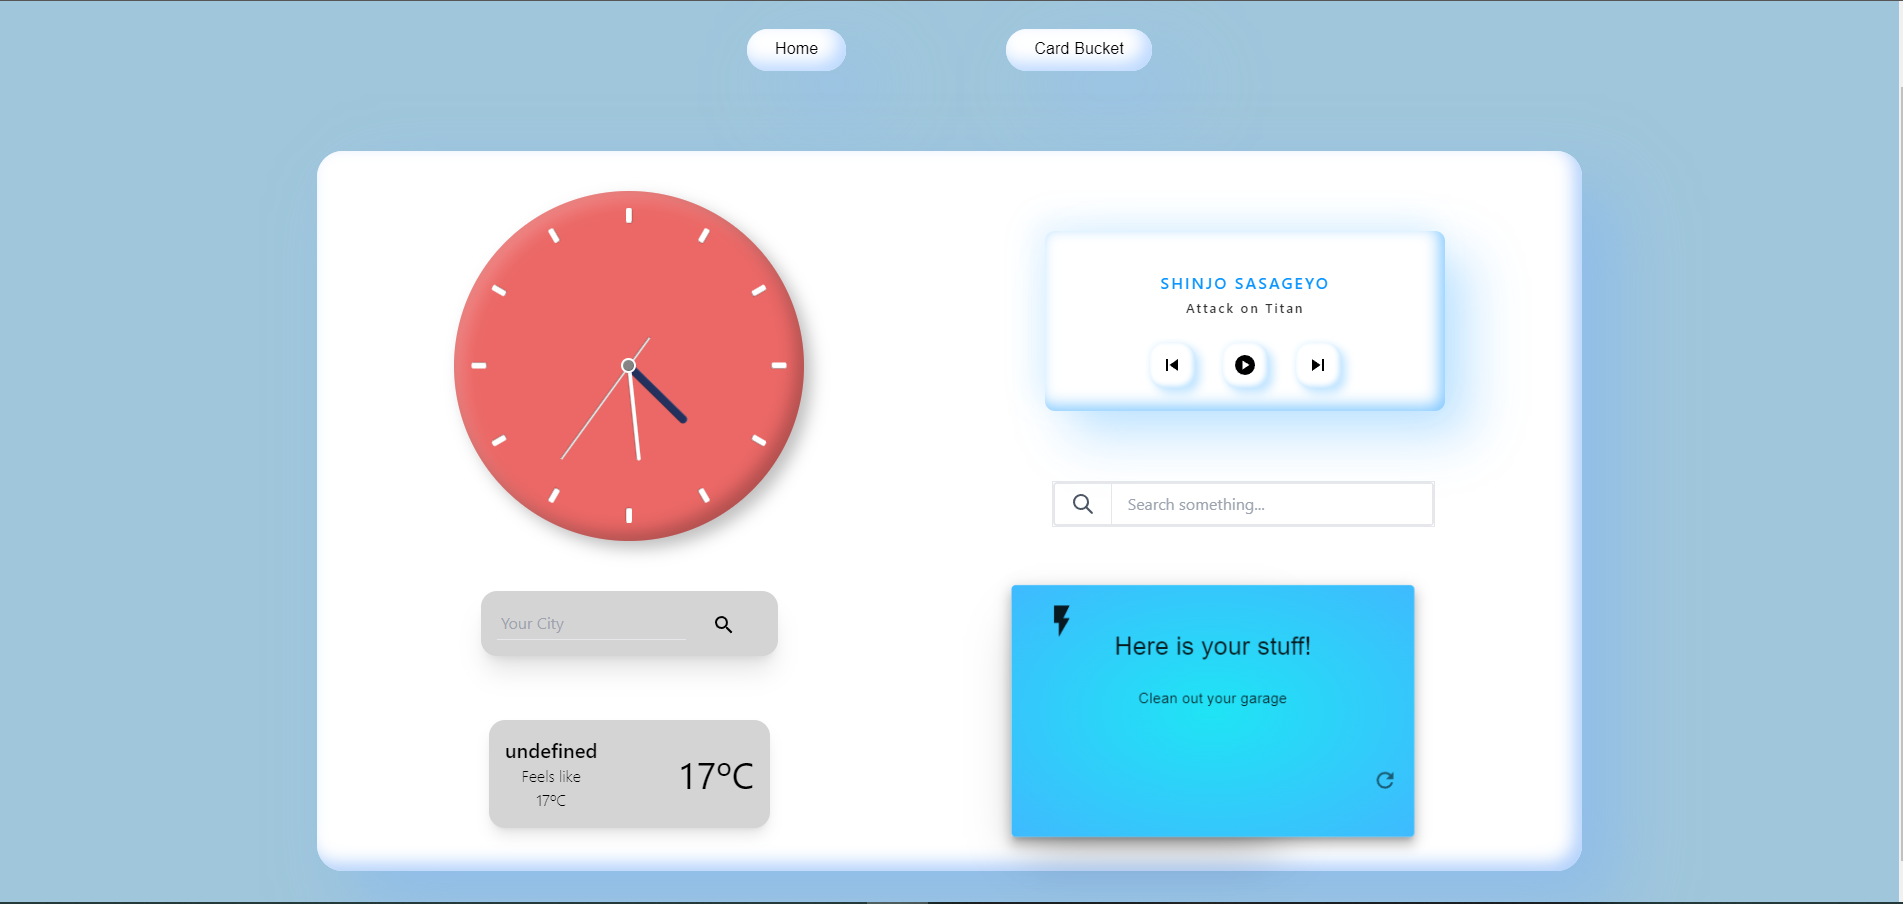 Home
Card Bucket
SHINJO SASAGEYO
Attack on Titan
Search something...
Your City
undefined
Feels like
17°C
17°C
Here is your stuff!
Clean out your garage